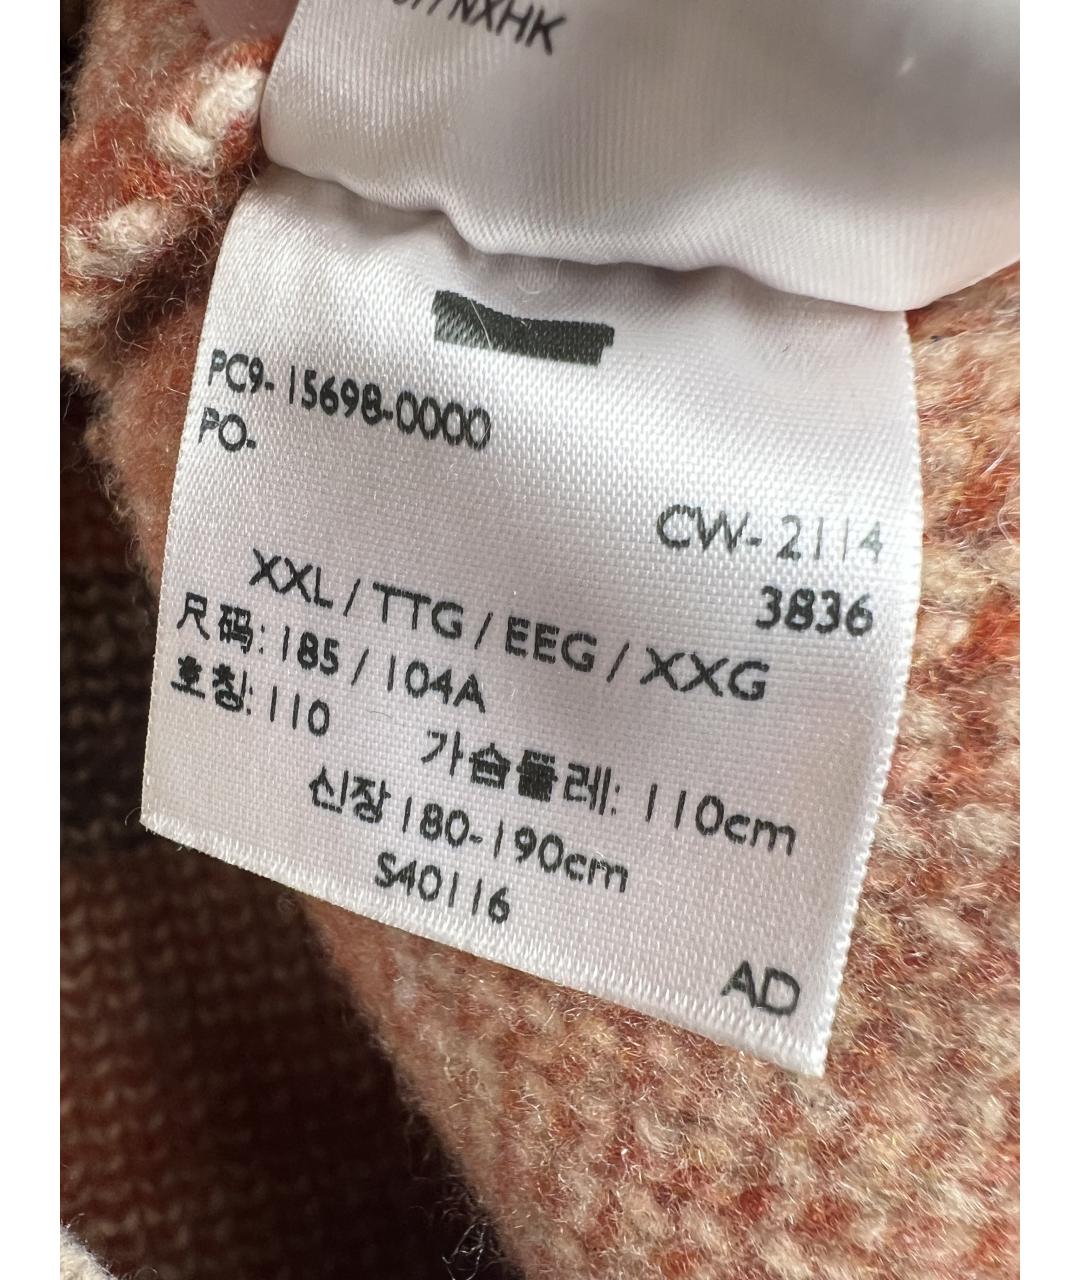 NXHK
PC9-15698-0000
PO-
CW-2114
3836
XXL / TTG / EEG / XXG
尺码: 185 / 104A
호칭: 110 가슴둘레: 110cm
신장 180-190cm
S40116
AD